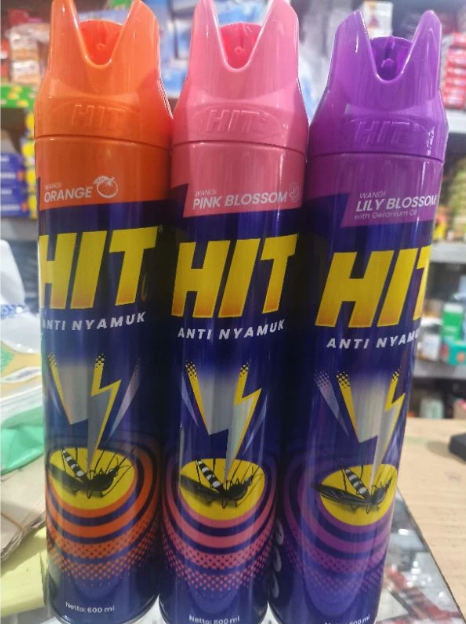 HIT
WANGI
ORANGE
HIT
ANTI NYAMUK
Netto: 600 ml
HIT
WANGI
PINK BLOSSOM
HIT
ANTI NYAMUK
Netto: 600 ml
HIT
WANGI
LILY BLOSSOM
with Geranium Oil
HIT
ANTI NYAMUK